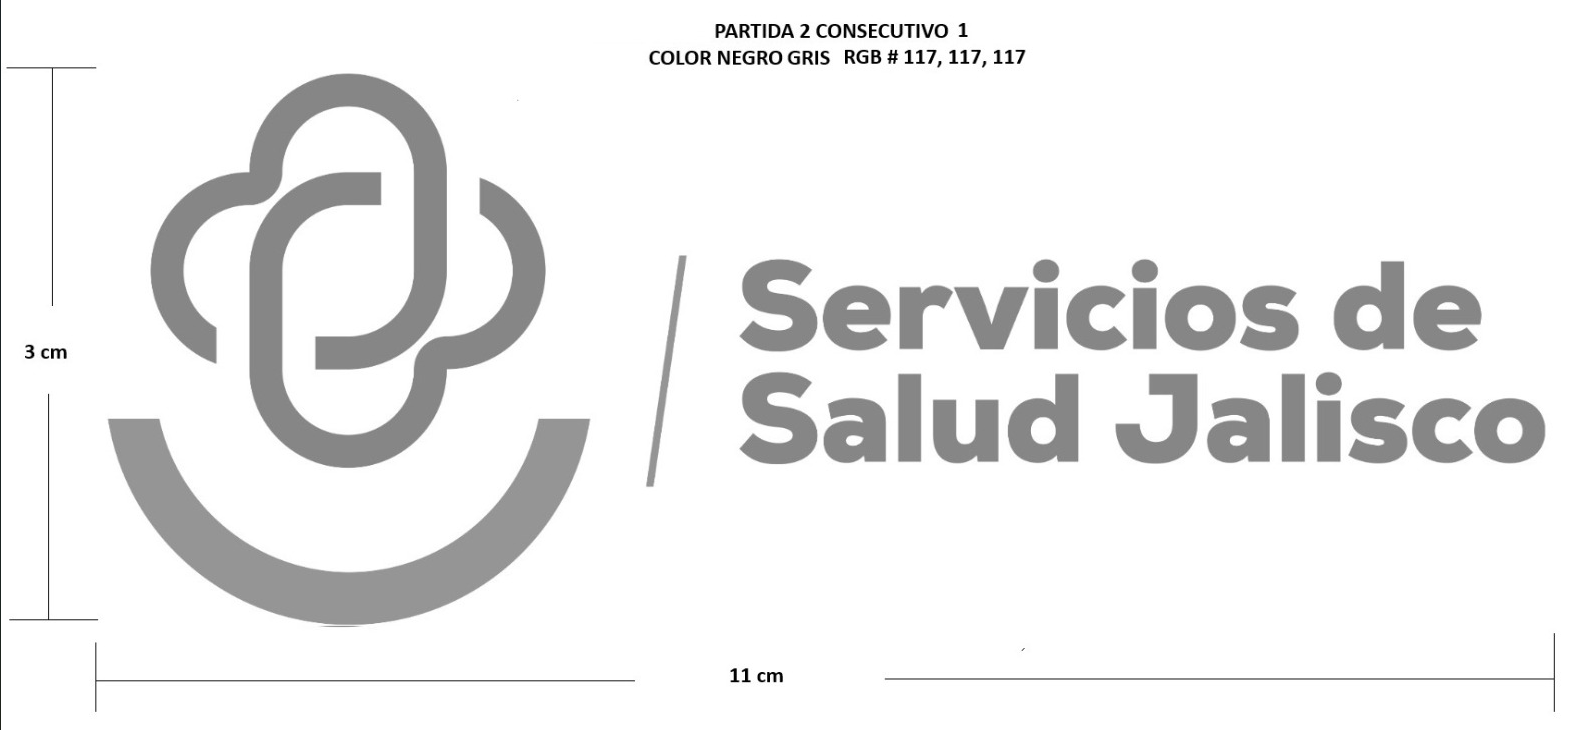 PARTIDA 2 CONSECUTIVO 1
COLOR NEGRO GRIS RGB # 117, 117, 117
3 cm
Servicios de
Salud Jalisco
11 cm